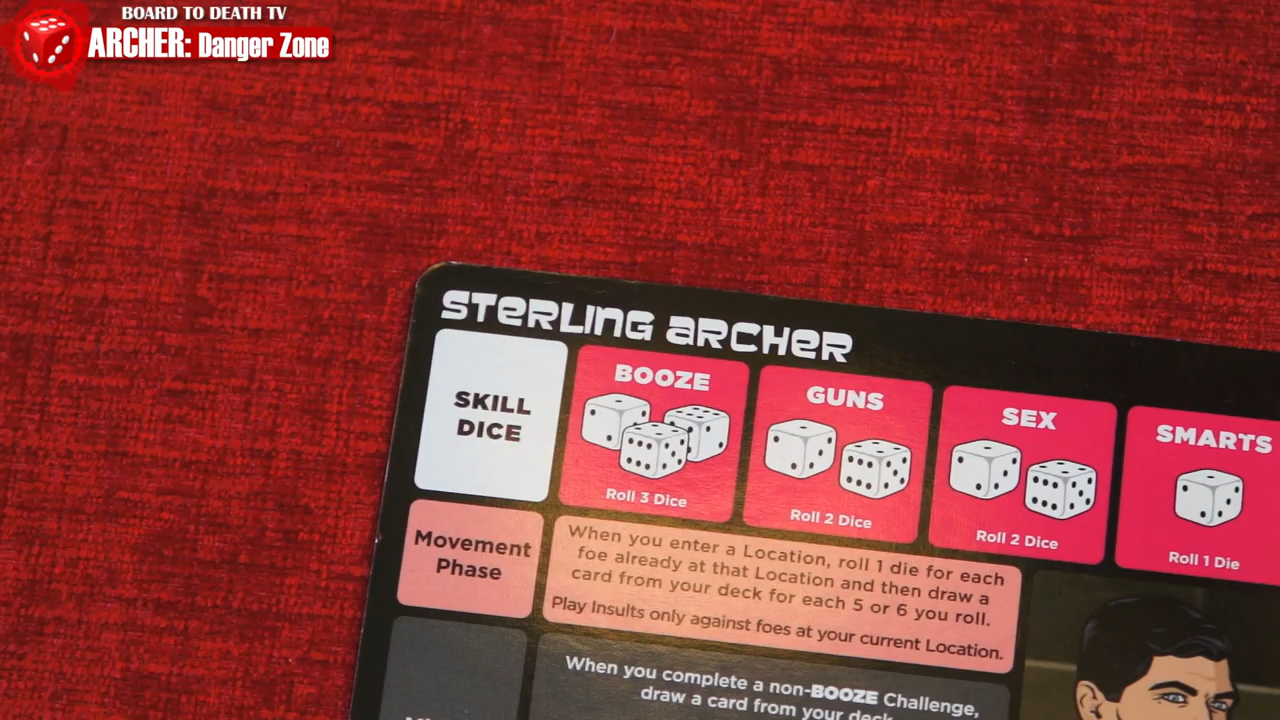 BOARD TO DEATH TV
ARCHER: Danger Zone
STERLING ARCHER
SKILL
DICE
BOOZE
Roll 3 Dice
GUNS
Roll 2 Dice
SEX
Roll 2 Dice
SMARTS
Roll 1 Die
Movement
Phase
When you enter a Location, roll 1 die for each
foe already at that Location and then draw a
card from your deck for each 5 or 6 you roll.
Play Insults only against foes at your current Location.
When you complete a non-BOOZE Challenge,
draw a card from your deck